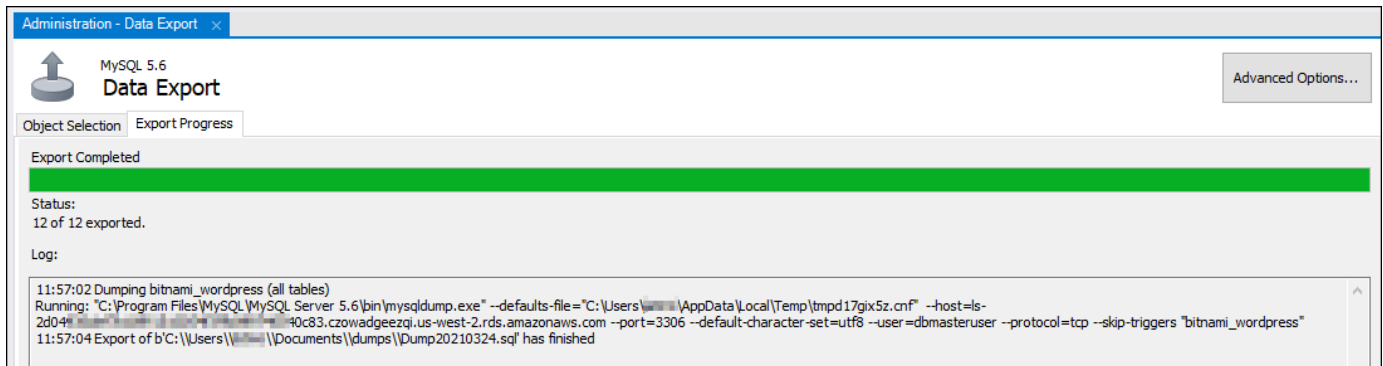 Administration - Data Export ×
MySQL 5.6
Data Export
Advanced Options...
Object Selection Export Progress
Export Completed
Status:
12 of 12 exported.
Log:
11:57:02 Dumping bitnami_wordpress (all tables)
Running: "C:\Program Files\MySQL\MySQL Server 5.6\bin\mysqldump.exe" --defaults-file="C:\Users\ \AppData\Local\Temp\tmpd17gix5z.cnf" --host=ls-
2d04 40c83.czowadgeezqi.us-west-2.rds.amazonaws.com --port=3306 --default-character-set=utf8 --user=dbmasteruser --protocol=tcp --skip-triggers "bitnami_wordpress"
11:57:04 Export of b'C:\\Users\\ \\Documents\\dumps\\Dump20210324.sql' has finished